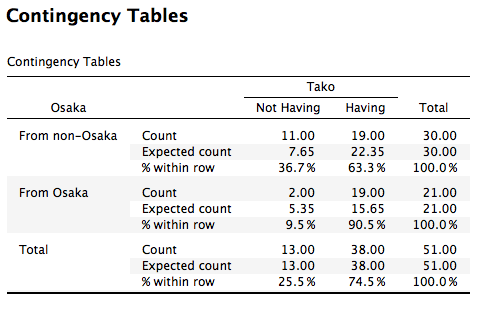 Contingency Tables
Contingency Tables
Tako
Osaka Not Having Having Total
From non-Osaka Count 11.00 19.00 30.00
Expected count 7.65 22.35 30.00
% within row 36.7% 63.3% 100.0%
From Osaka Count 2.00 19.00 21.00
Expected count 5.35 15.65 21.00
% within row 9.5% 90.5% 100.0%
Total Count 13.00 38.00 51.00
Expected count 13.00 38.00 51.00
% within row 25.5% 74.5% 100.0%